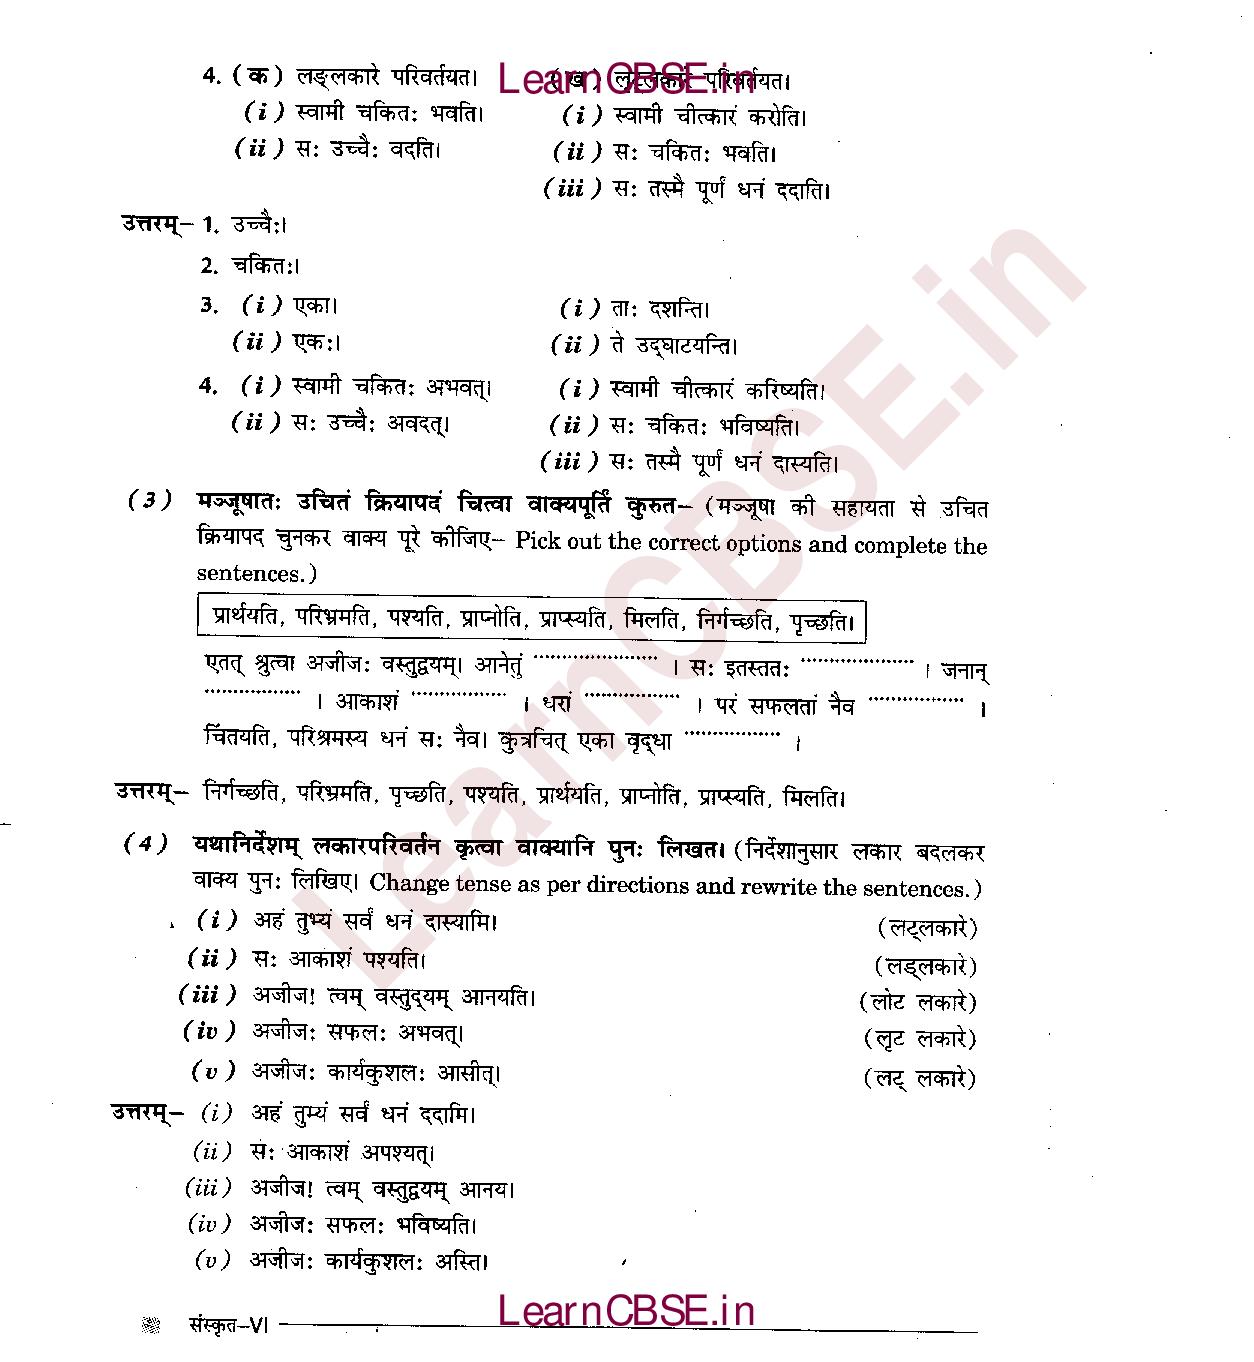 4. (क) लङ्लकारे परिवर्तयत। (ख) लृट्लकारे परिवर्तयत।
LearnCBSE.in
(i) स्वामी चकितः भवति। (i) स्वामी चीत्कारं करोति।
(ii) सः उच्चैः वदति। (ii) सः चकितः भवति।
(iii) सः तस्मै पूर्णं धनं ददाति।
उत्तरम्– 1. उच्चैः।
2. चकितः।
3. (i) एका। (i) ताः दशन्ति।
(ii) एकः। (ii) ते उद्घाटयन्ति।
4. (i) स्वामी चकितः अभवत्। (i) स्वामी चीत्कारं करिष्यति।
(ii) सः उच्चैः अवदत्। (ii) सः चकितः भविष्यति।
(iii) सः तस्मै पूर्णं धनं दास्यति।
(3) मञ्जूषातः उचितं क्रियापदं चित्वा वाक्यपूर्तिं कुरुत– (मञ्जूषा की सहायता से उचित
क्रियापद चुनकर वाक्य पूरे कीजिए– Pick out the correct options and complete the
sentences.)
प्रार्थयति, परिभ्रमति, पश्यति, प्राप्नोति, प्राप्स्यति, मिलति, निर्गच्छति, पृच्छति।
एतत् श्रुत्वा अजीजः वस्तुद्वयम्। आनेतुं .................... । सः इतस्ततः .................... । जनान्
.................... । आकाशं .................... । धरां .................... । परं सफलतां नैव .................... ।
चिंतयति, परिश्रमस्य धनं सः नैव। कुत्रचित् एका वृद्धा .................... ।
उत्तरम्– निर्गच्छति, परिभ्रमति, पृच्छति, पश्यति, प्रार्थयति, प्राप्नोति, प्राप्स्यति, मिलति।
(4) यथानिर्देशम् लकारपरिवर्तन कृत्वा वाक्यानि पुनः लिखत। (निर्देशानुसार लकार बदलकर
वाक्य पुनः लिखिए। Change tense as per directions and rewrite the sentences.)
(i) अहं तुभ्यं सर्वं धनं दास्यामि। (लट्लकारे)
(ii) सः आकाशं पश्यति। (लड्लकारे)
(iii) अजीज! त्वम् वस्तुद्यम् आनयति। (लोट लकारे)
(iv) अजीजः सफलः अभवत्। (लृट लकारे)
(v) अजीजः कार्यकुशलः आसीत्। (लट् लकारे)
उत्तरम्– (i) अहं तुम्यं सर्वं धनं ददामि।
(ii) सः आकाशं अपश्यत्।
(iii) अजीज! त्वम् वस्तुद्वयम् आनय।
(iv) अजीजः सफलः भविष्यति।
(v) अजीजः कार्यकुशलः अस्ति।
LearnCBSE.in
संस्कृत–VI
LearnCBSE.in